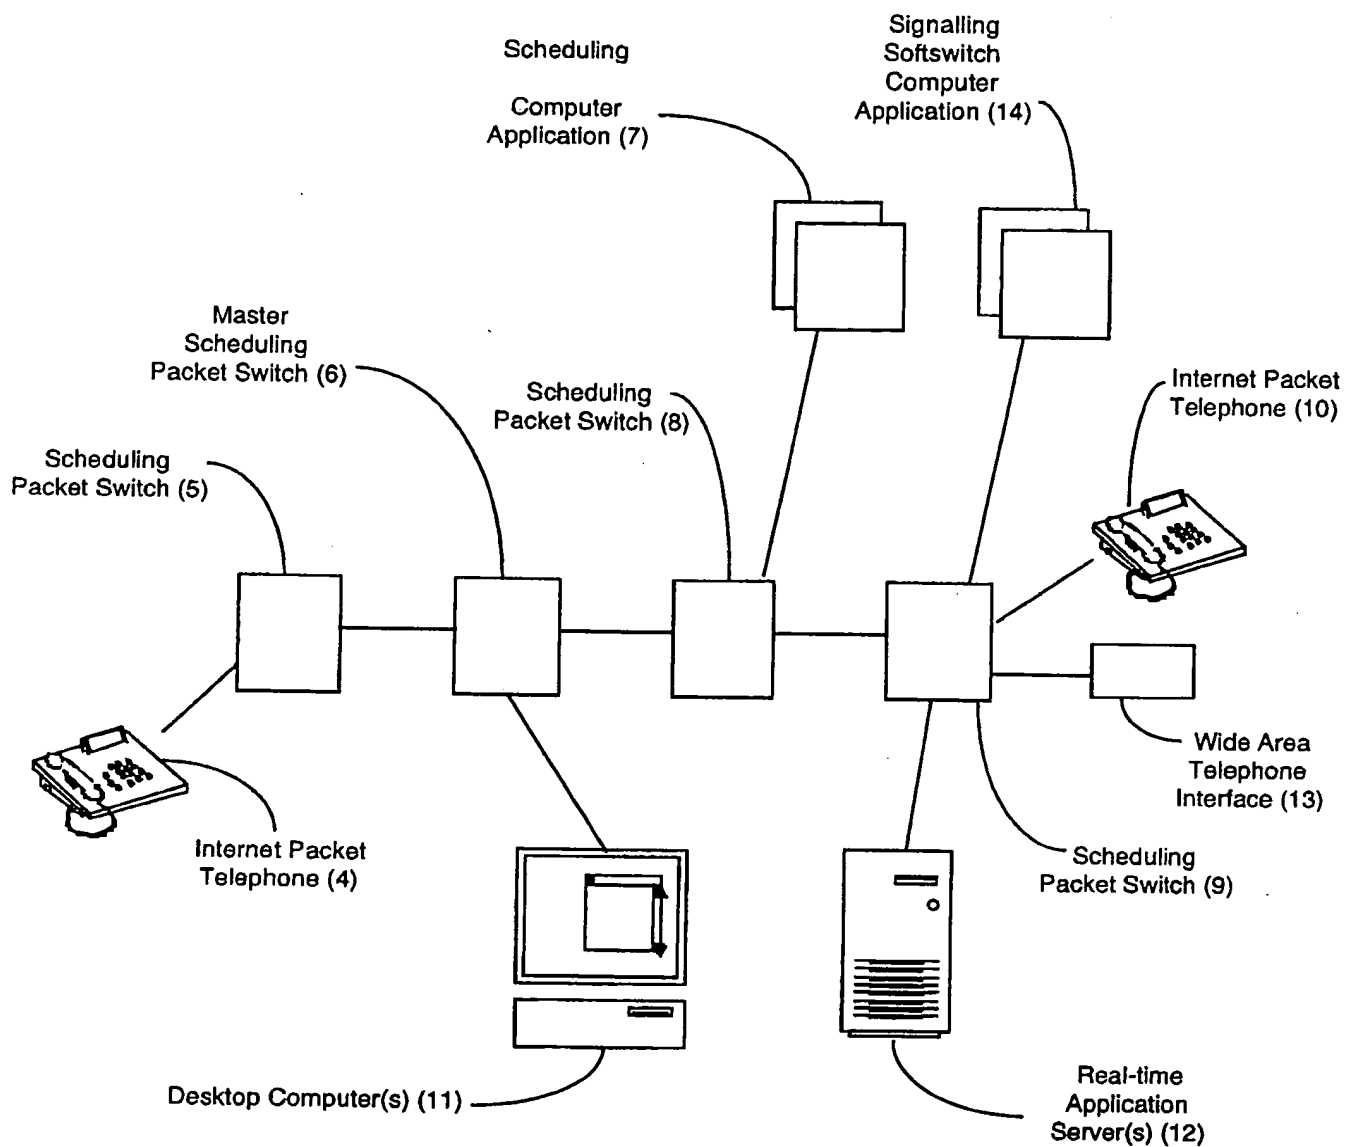 Scheduling
Computer
Application (7)
Signalling
Softswitch
Computer
Application (14)
Master
Scheduling
Packet Switch (6)
Scheduling
Packet Switch (8)
Internet Packet
Telephone (10)
Scheduling
Packet Switch (5)
Wide Area
Telephone
Interface (13)
Internet Packet
Telephone (4)
Scheduling
Packet Switch (9)
Desktop Computer(s) (11)
Real-time
Application
Server(s) (12)